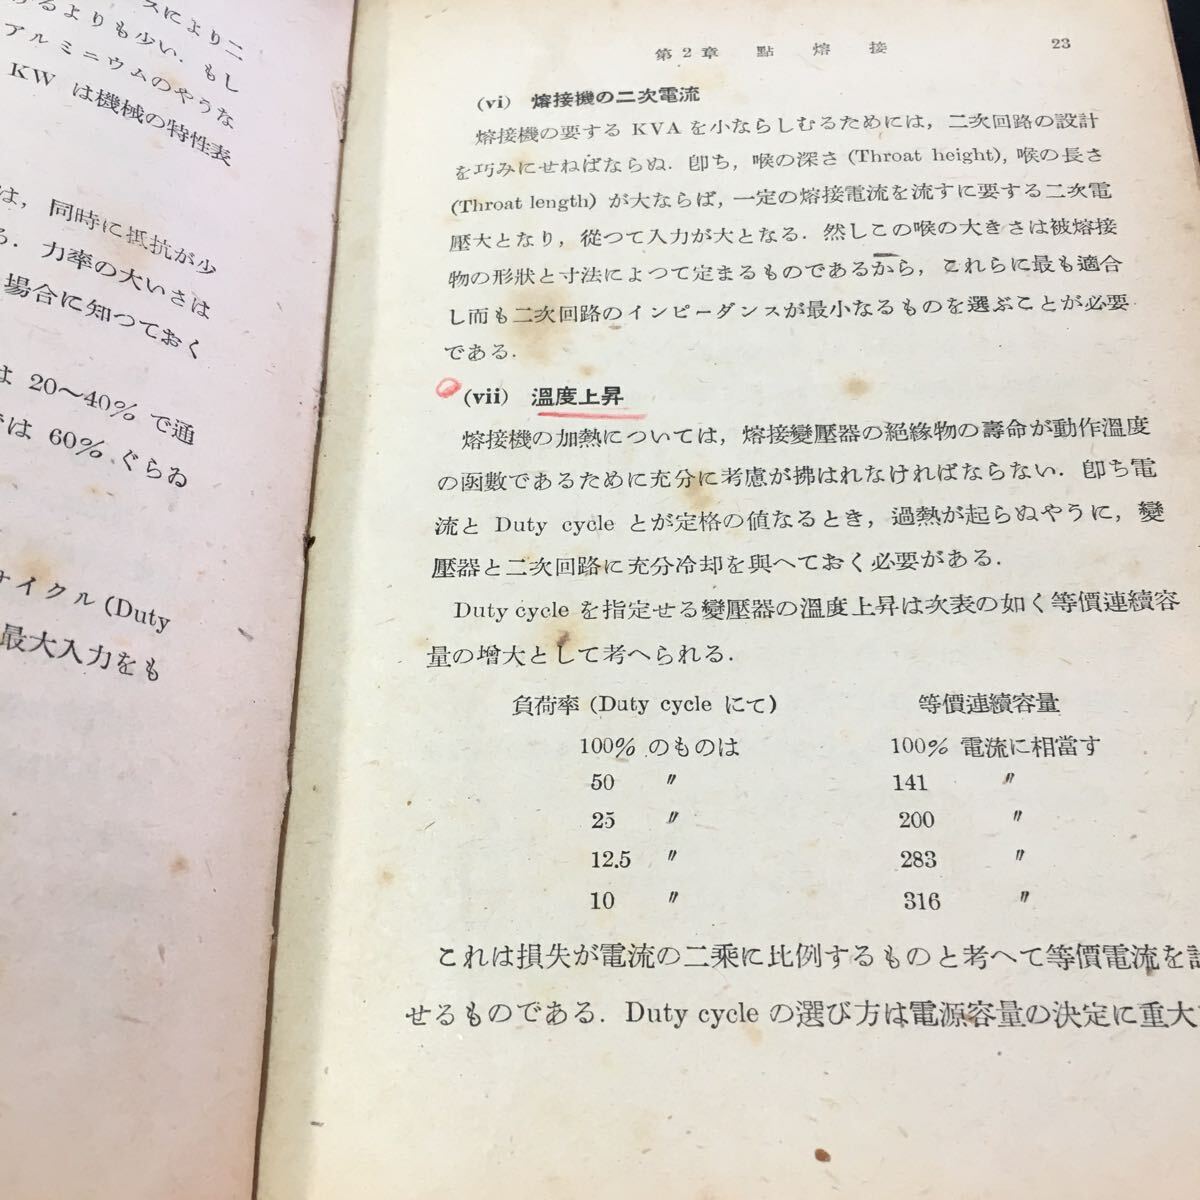 スにより二
るよりも少い．もし
アルミニウムのやうな
KW は機械の特性表
は，同時に抵抗が少
る．力率の大いさは
場合に知つておく
は 20〜40% で通
では 60% ぐらゐ
サイクル (Duty
最大入力をも
第2章 點 熔 接 23
(vi) 熔接機の二次電流
熔接機の要する KVA を小ならしむるためには，二次回路の設計
を巧みにせねばならぬ．卽ち，喉の深さ (Throat height), 喉の長さ
(Throat length) が大ならば，一定の熔接電流を流すに要する二次電
壓大となり，從つて入力が大となる．然しこの喉の大きさは被熔接
物の形狀と寸法によつて定まるものであるから，これらに最も適合
し而も二次回路のインピーダンスが最小なるものを選ぶことが必要
である．
(vii) 溫度上昇
熔接機の加熱については，熔接變壓器の絕緣物の壽命が動作溫度
の函數であるために充分に考慮が拂はれなければならない．卽ち電
流と Duty cycle とが定格の値なるとき，過熱が起らぬやうに，變
壓器と二次回路に充分冷却を與へておく必要がある．
Duty cycle を指定せる變壓器の溫度上昇は次表の如く等價連續容
量の增大として考へられる．
負荷率 (Duty cycle にて) 等價連續容量
100% のものは 100% 電流に相當す
50 〃 141 〃
25 〃 200 〃
12.5 〃 283 〃
10 〃 316 〃
これは損失が電流の二乘に比例するものと考へて等價電流を計
せるものである．Duty cycle の選び方は電源容量の決定に重大